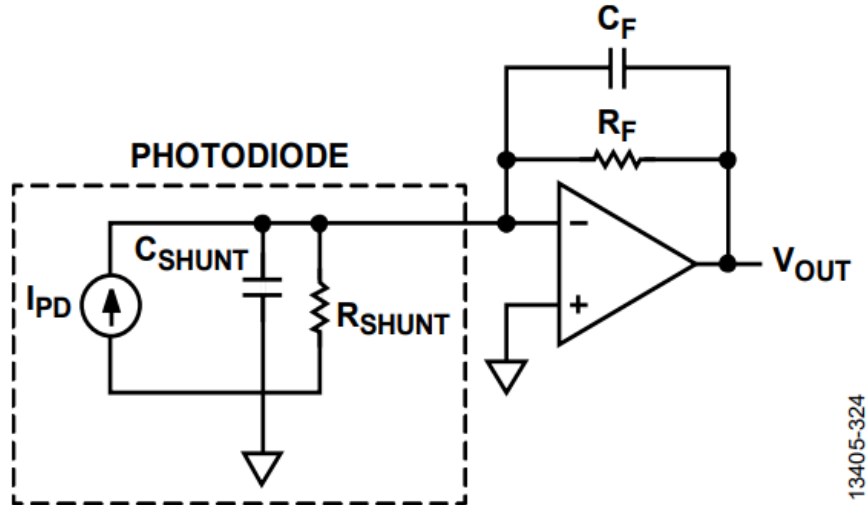 C_F
R_F
PHOTODIODE
C_SHUNT
I_PD
R_SHUNT
−
+
V_OUT
13405-324